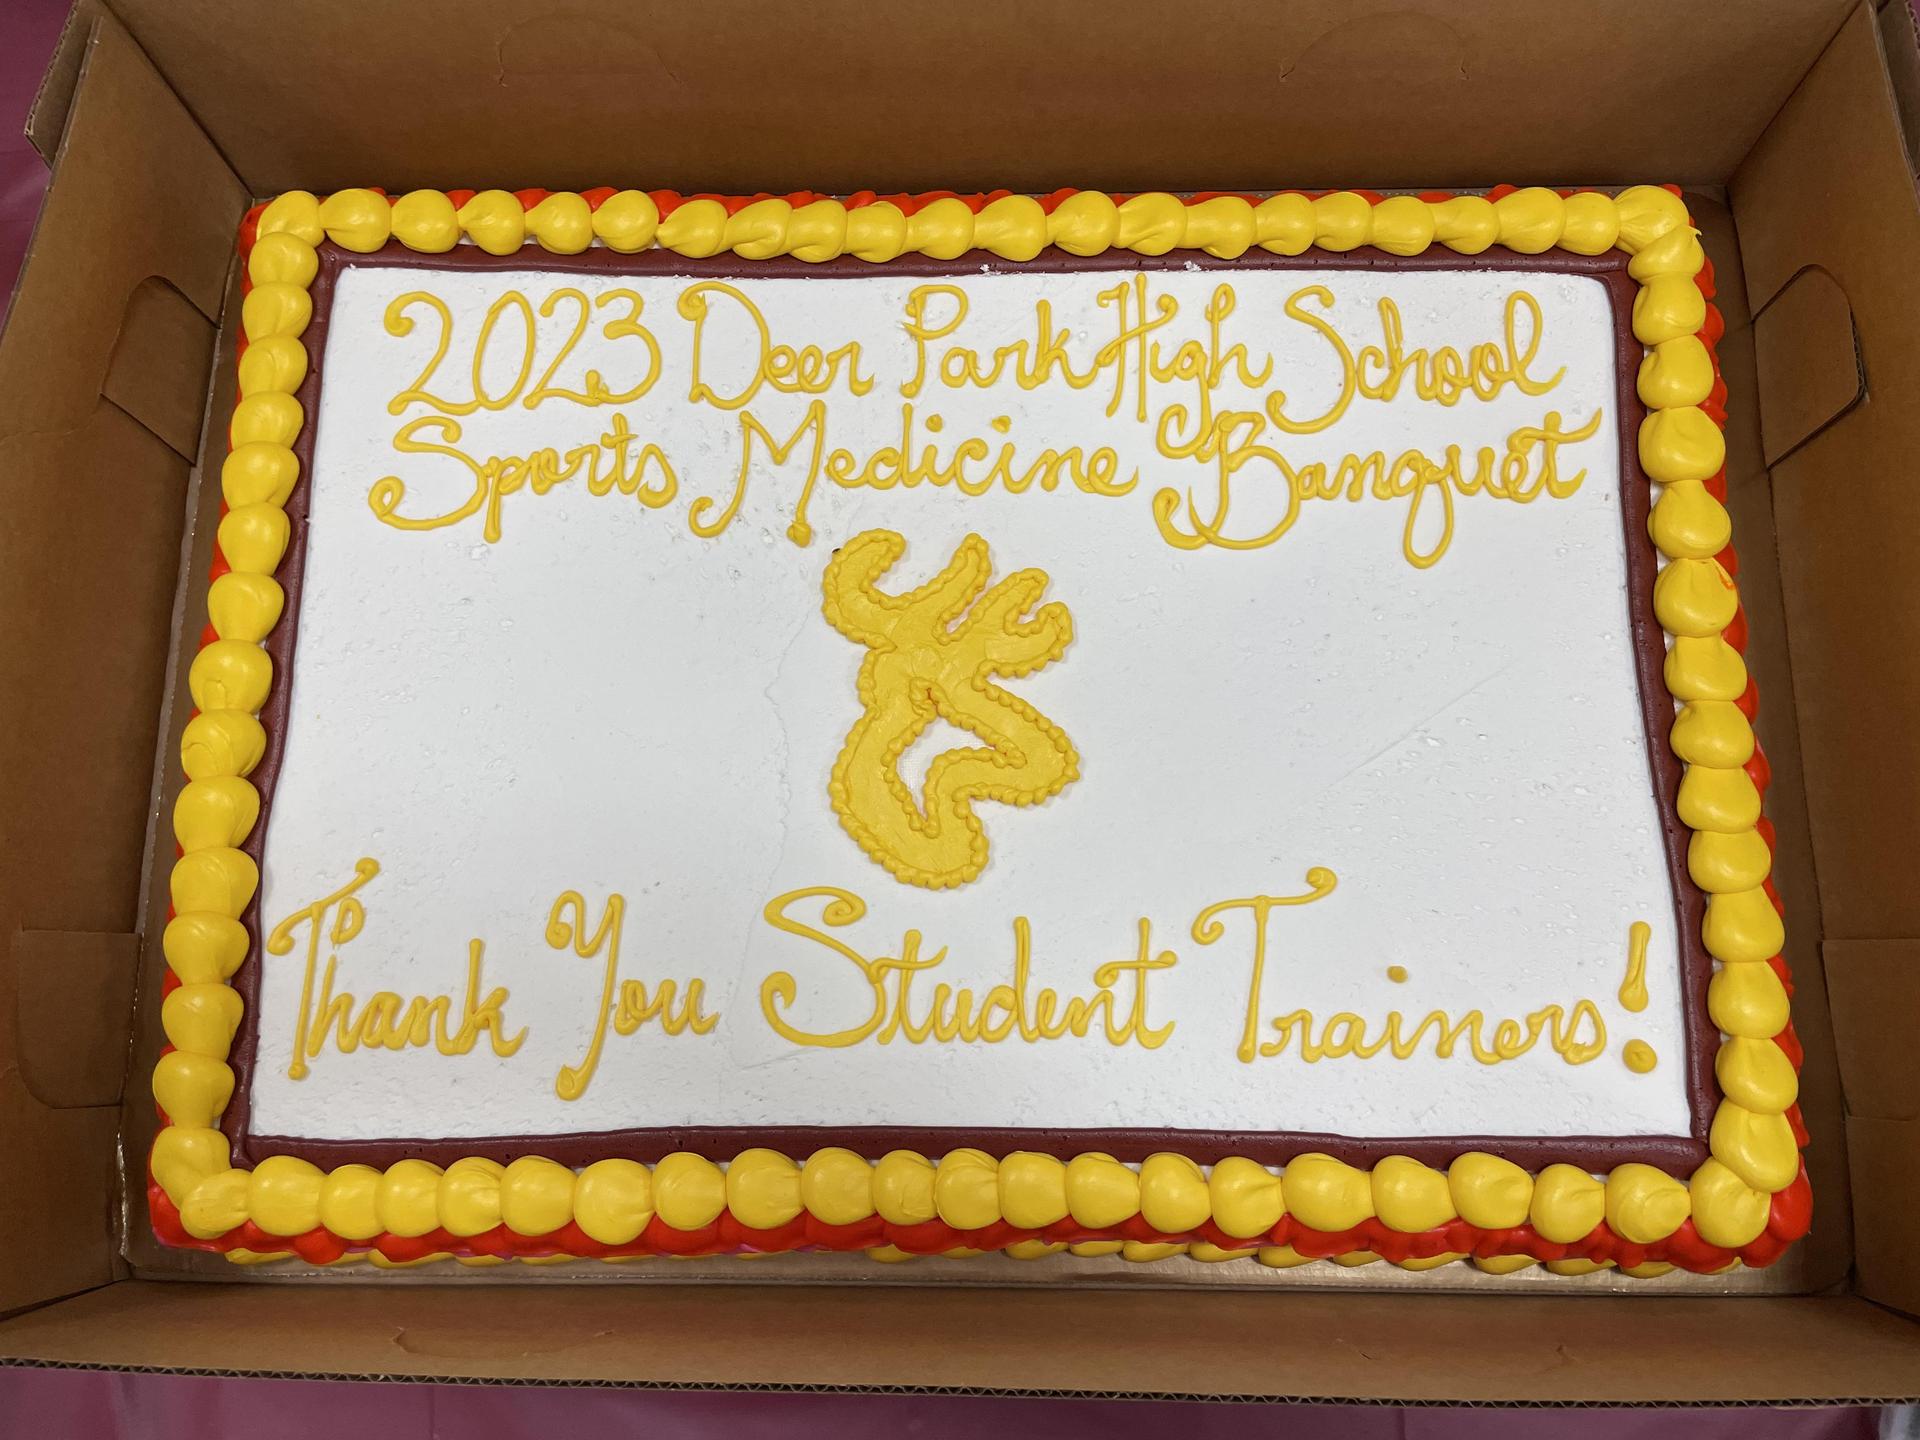 2023 Deer Park High School
Sports Medicine Banquet
Thank You Student Trainers!